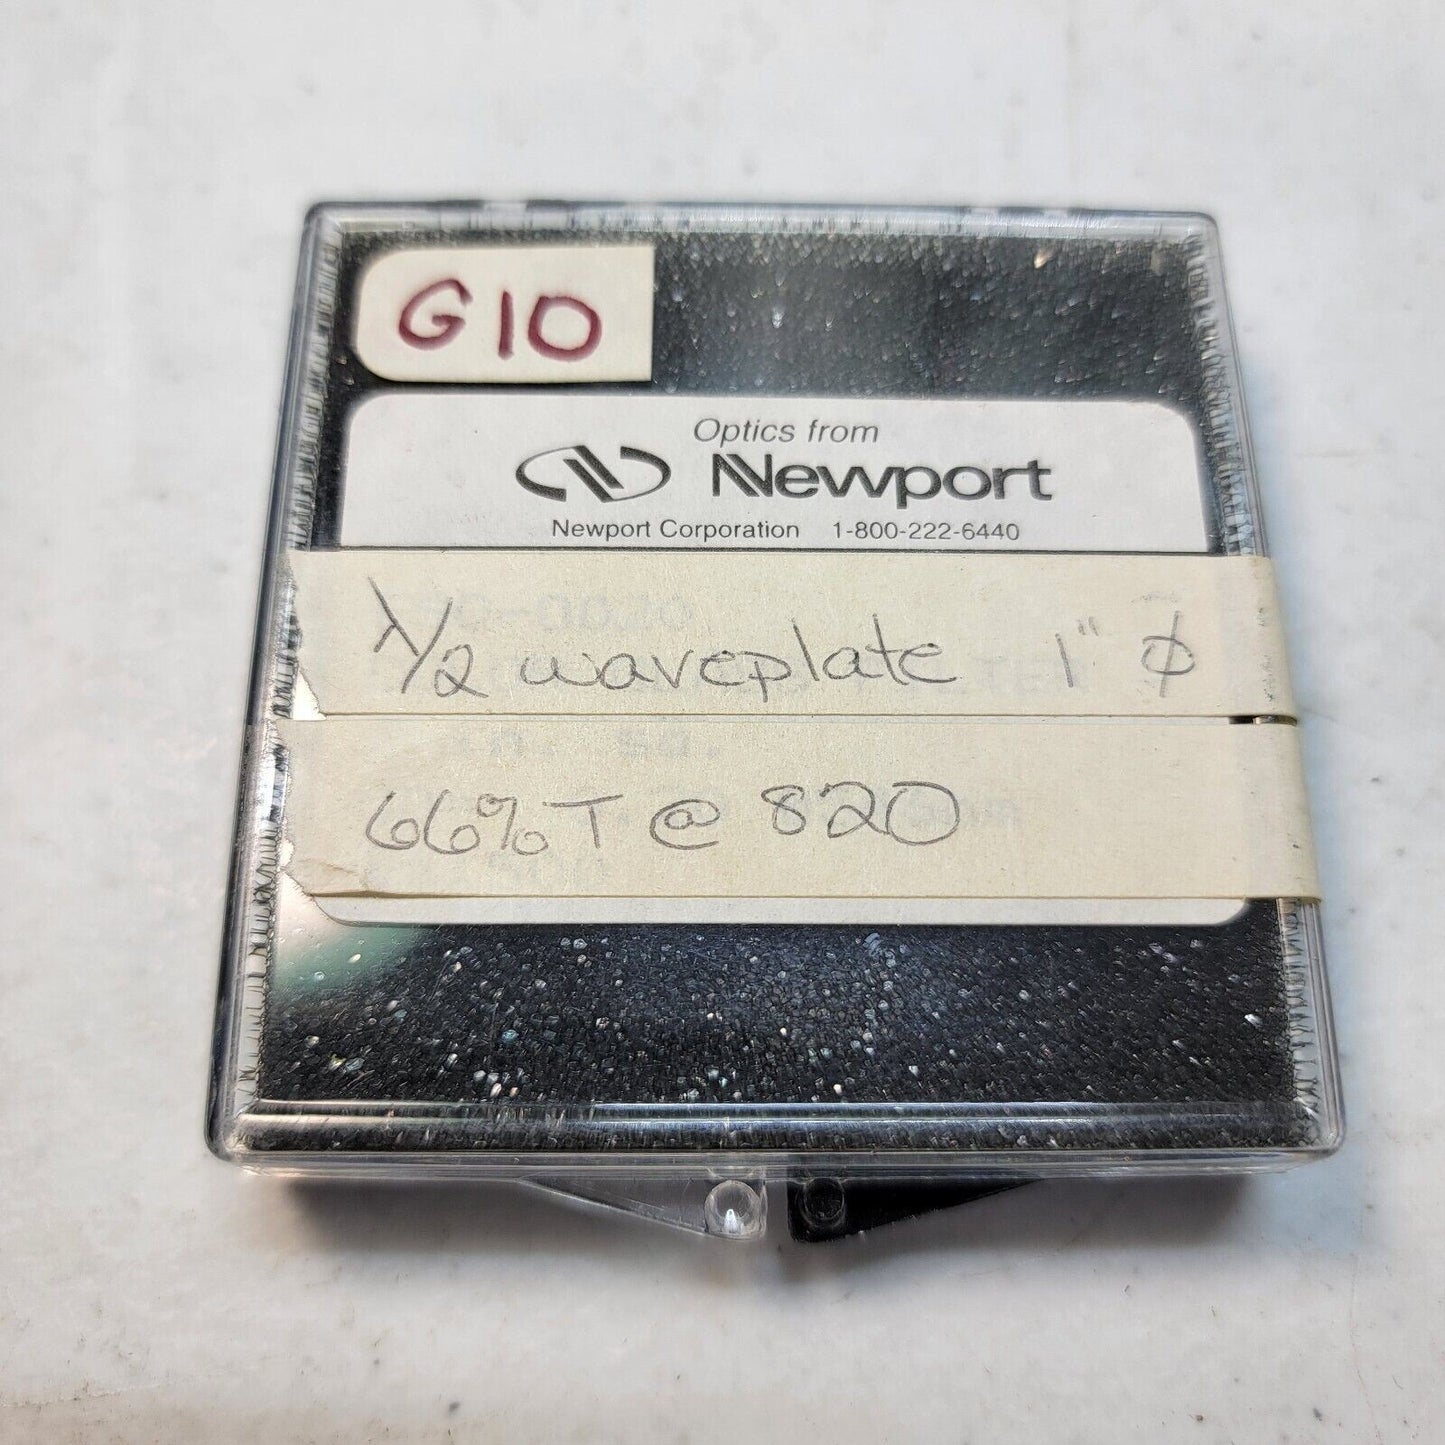 G10
Optics from
Newport
Newport Corporation 1-800-222-6440
λ/2 waveplate 1" ϕ
66% T @ 820